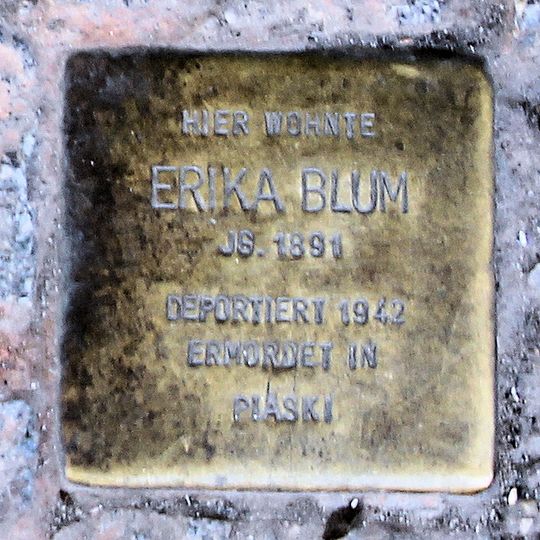 HIER WOHNTE
ERIKA BLUM
JG. 1891
DEPORTIERT 1942
ERMORDET IN
PIASKI